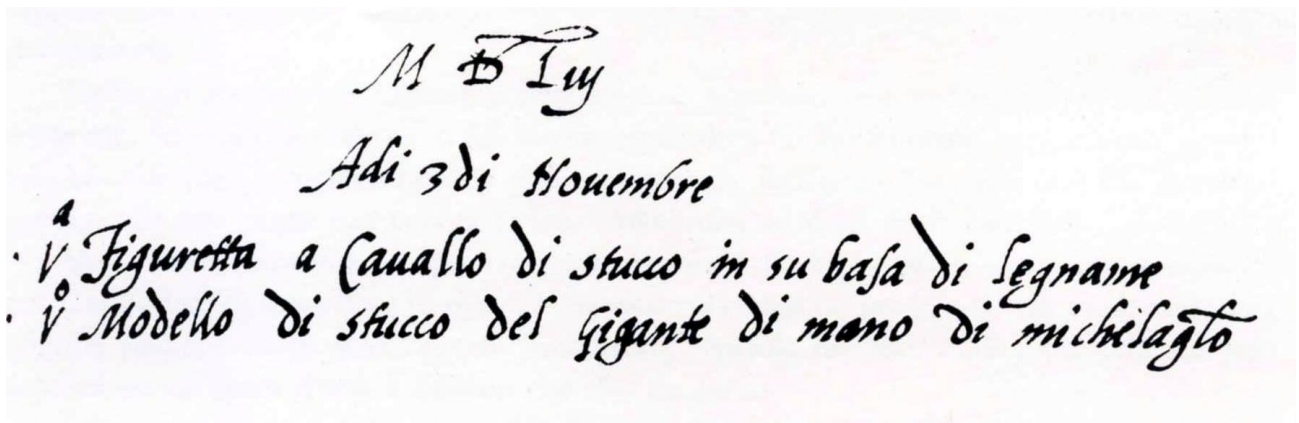 M D Liij
Adi 3 di Nouembre
· Vᵃ Figuretta a Cauallo di stucco in su basa di legname
· Vᵒ Modello di stucco del Gigante di mano di michelagl̃o